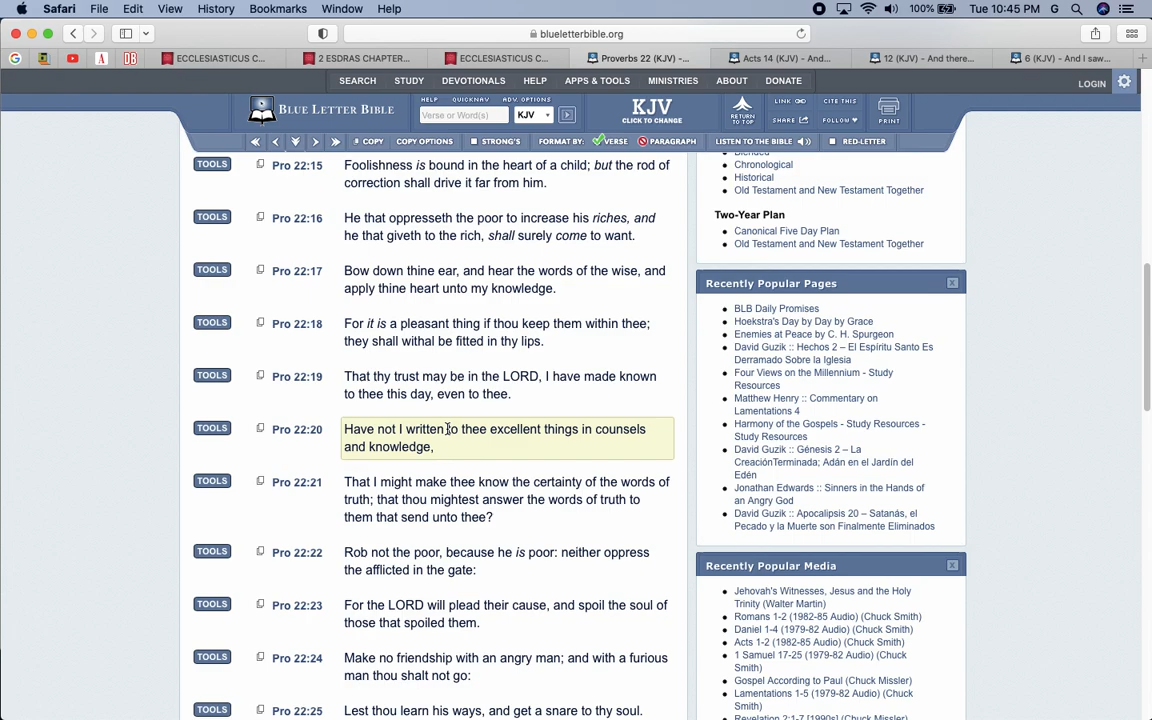 Safari File Edit View History Bookmarks Window Help 100% Tue 10:45 PM G
blueletterbible.org
ECCLESIASTICUS C... 2 ESDRAS CHAPTER... ECCLESIASTICUS C... Proverbs 22 (KJV) -... Acts 14 (KJV) - And... 12 (KJV) - And there... 6 (KJV) - And I saw...
SEARCH STUDY DEVOTIONALS HELP APPS & TOOLS MINISTRIES ABOUT DONATE LOGIN
BLUE LETTER BIBLE
HELP QUICKNAV ADV. OPTIONS
Verse or Word(s) KJV
KJV
CLICK TO CHANGE
RETURN
TO TOP
LINK CITE THIS
SHARE FOLLOW
PRINT
COPY COPY OPTIONS STRONG'S FORMAT BY: VERSE PARAGRAPH LISTEN TO THE BIBLE RED-LETTER
TOOLS Pro 22:15 Foolishness is bound in the heart of a child; but the rod of
correction shall drive it far from him.
TOOLS Pro 22:16 He that oppresseth the poor to increase his riches, and
he that giveth to the rich, shall surely come to want.
TOOLS Pro 22:17 Bow down thine ear, and hear the words of the wise, and
apply thine heart unto my knowledge.
TOOLS Pro 22:18 For it is a pleasant thing if thou keep them within thee;
they shall withal be fitted in thy lips.
TOOLS Pro 22:19 That thy trust may be in the LORD, I have made known
to thee this day, even to thee.
TOOLS Pro 22:20 Have not I written to thee excellent things in counsels
and knowledge,
TOOLS Pro 22:21 That I might make thee know the certainty of the words of
truth; that thou mightest answer the words of truth to
them that send unto thee?
TOOLS Pro 22:22 Rob not the poor, because he is poor: neither oppress
the afflicted in the gate:
TOOLS Pro 22:23 For the LORD will plead their cause, and spoil the soul of
those that spoiled them.
TOOLS Pro 22:24 Make no friendship with an angry man; and with a furious
man thou shalt not go:
TOOLS Pro 22:25 Lest thou learn his ways, and get a snare to thy soul.
Chronological
Historical
Old Testament and New Testament Together
Two-Year Plan
Canonical Five Day Plan
Old Testament and New Testament Together
Recently Popular Pages
BLB Daily Promises
Hoekstra's Day by Day by Grace
Enemies at Peace by C. H. Spurgeon
David Guzik :: Hechos 2 – El Espíritu Santo Es
Derramado Sobre la Iglesia
Four Views on the Millennium - Study
Resources
Matthew Henry :: Commentary on
Lamentations 4
Harmony of the Gospels - Study Resources -
Study Resources
David Guzik :: Génesis 2 – La
CreaciónTerminada; Adán en el Jardín del
Edén
Jonathan Edwards :: Sinners in the Hands of
an Angry God
David Guzik :: Apocalipsis 20 – Satanás, el
Pecado y la Muerte son Finalmente Eliminados
Recently Popular Media
Jehovah's Witnesses, Jesus and the Holy
Trinity (Walter Martin)
Romans 1-2 (1982-85 Audio) (Chuck Smith)
Daniel 1-4 (1979-82 Audio) (Chuck Smith)
Acts 1-2 (1982-85 Audio) (Chuck Smith)
1 Samuel 17-25 (1979-82 Audio) (Chuck
Smith)
Gospel According to Paul (Chuck Missler)
Lamentations 1-5 (1979-82 Audio) (Chuck
Smith)
Revelation 2:1-7 [1990s] (Chuck Missler)